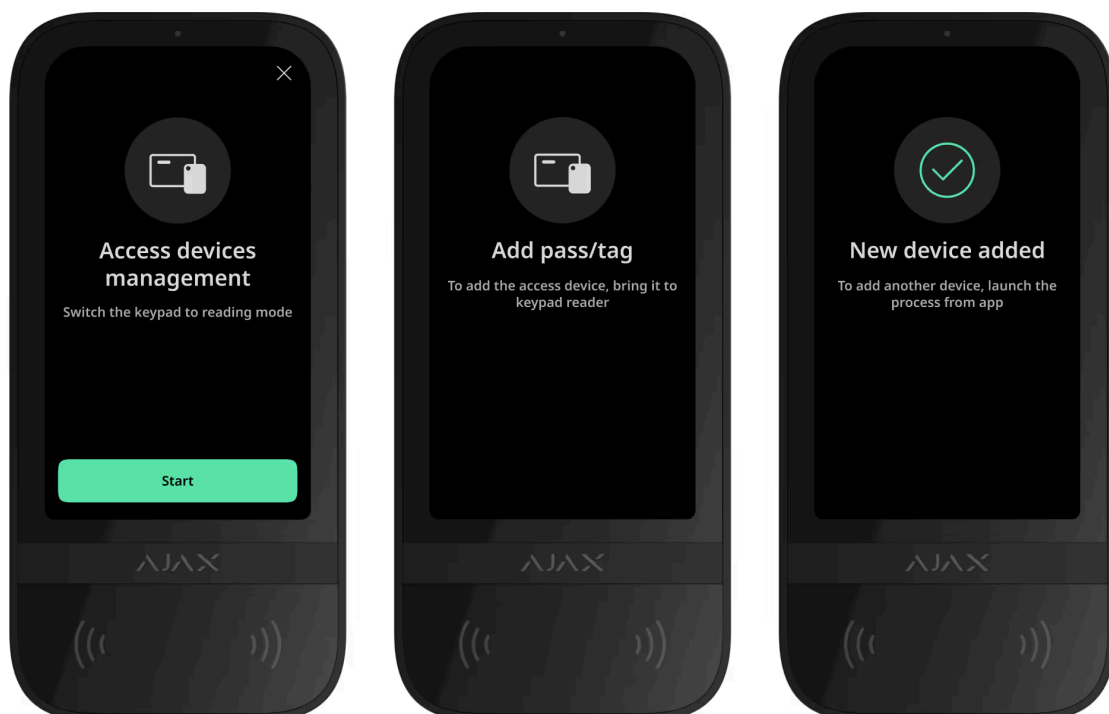 Access devices
management
Switch the keypad to reading mode
Start
AJAX
Add pass/tag
To add the access device, bring it to
keypad reader
AJAX
New device added
To add another device, launch the
process from app
AJAX